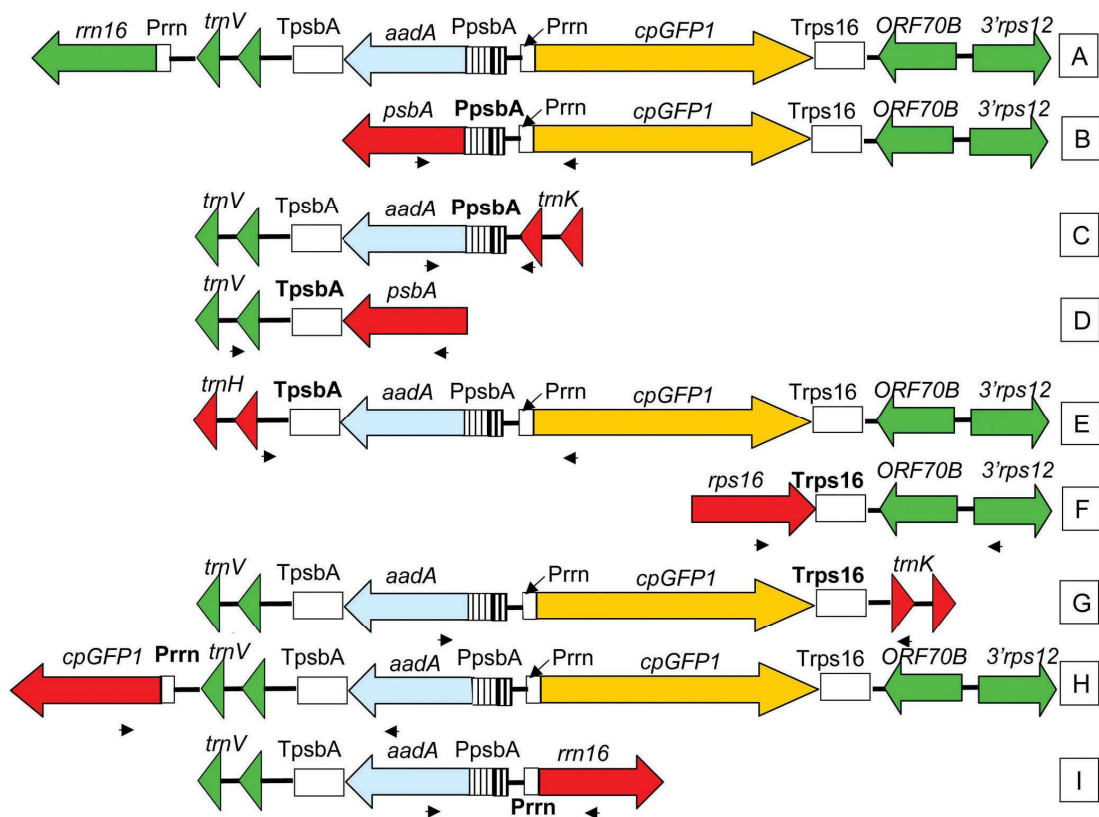 rrn16 Prrn trnV TpsbA aadA PpsbA Prrn cpGFP1 Trps16 ORF70B 3'rps12 A
psbA PpsbA Prrn cpGFP1 Trps16 ORF70B 3'rps12 B
trnV TpsbA aadA PpsbA trnK C
trnV TpsbA psbA D
trnH TpsbA aadA PpsbA Prrn cpGFP1 Trps16 ORF70B 3'rps12 E
rps16 Trps16 ORF70B 3'rps12 F
trnV TpsbA aadA Prrn cpGFP1 Trps16 trnK G
cpGFP1 Prrn trnV TpsbA aadA PpsbA Prrn cpGFP1 Trps16 ORF70B 3'rps12 H
trnV TpsbA aadA PpsbA rrn16 I
Prrn